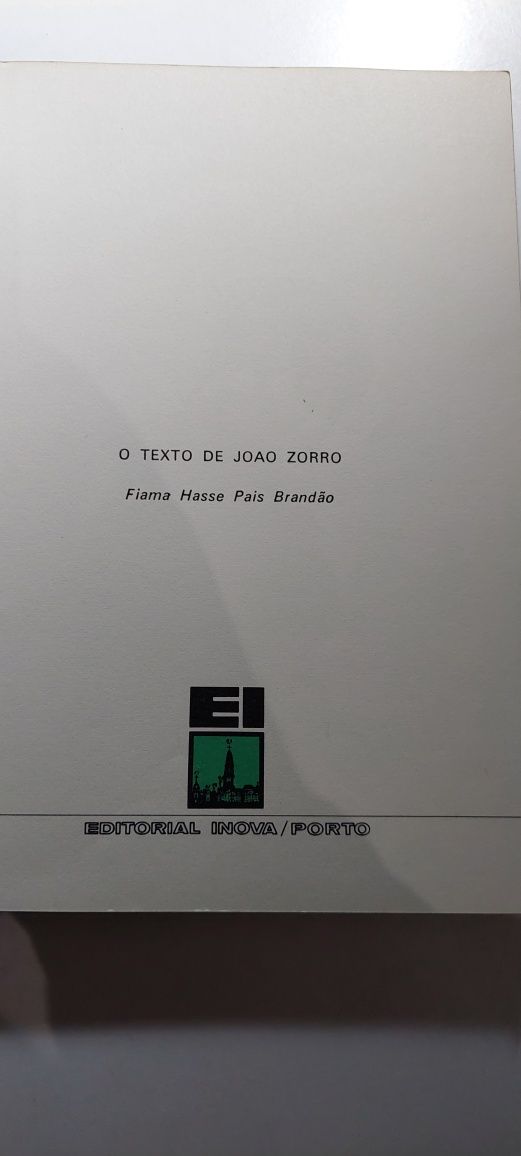 O TEXTO DE JOAO ZORRO
Fiama Hasse Pais Brandão
EI
EDITORIAL INOVA/PORTO